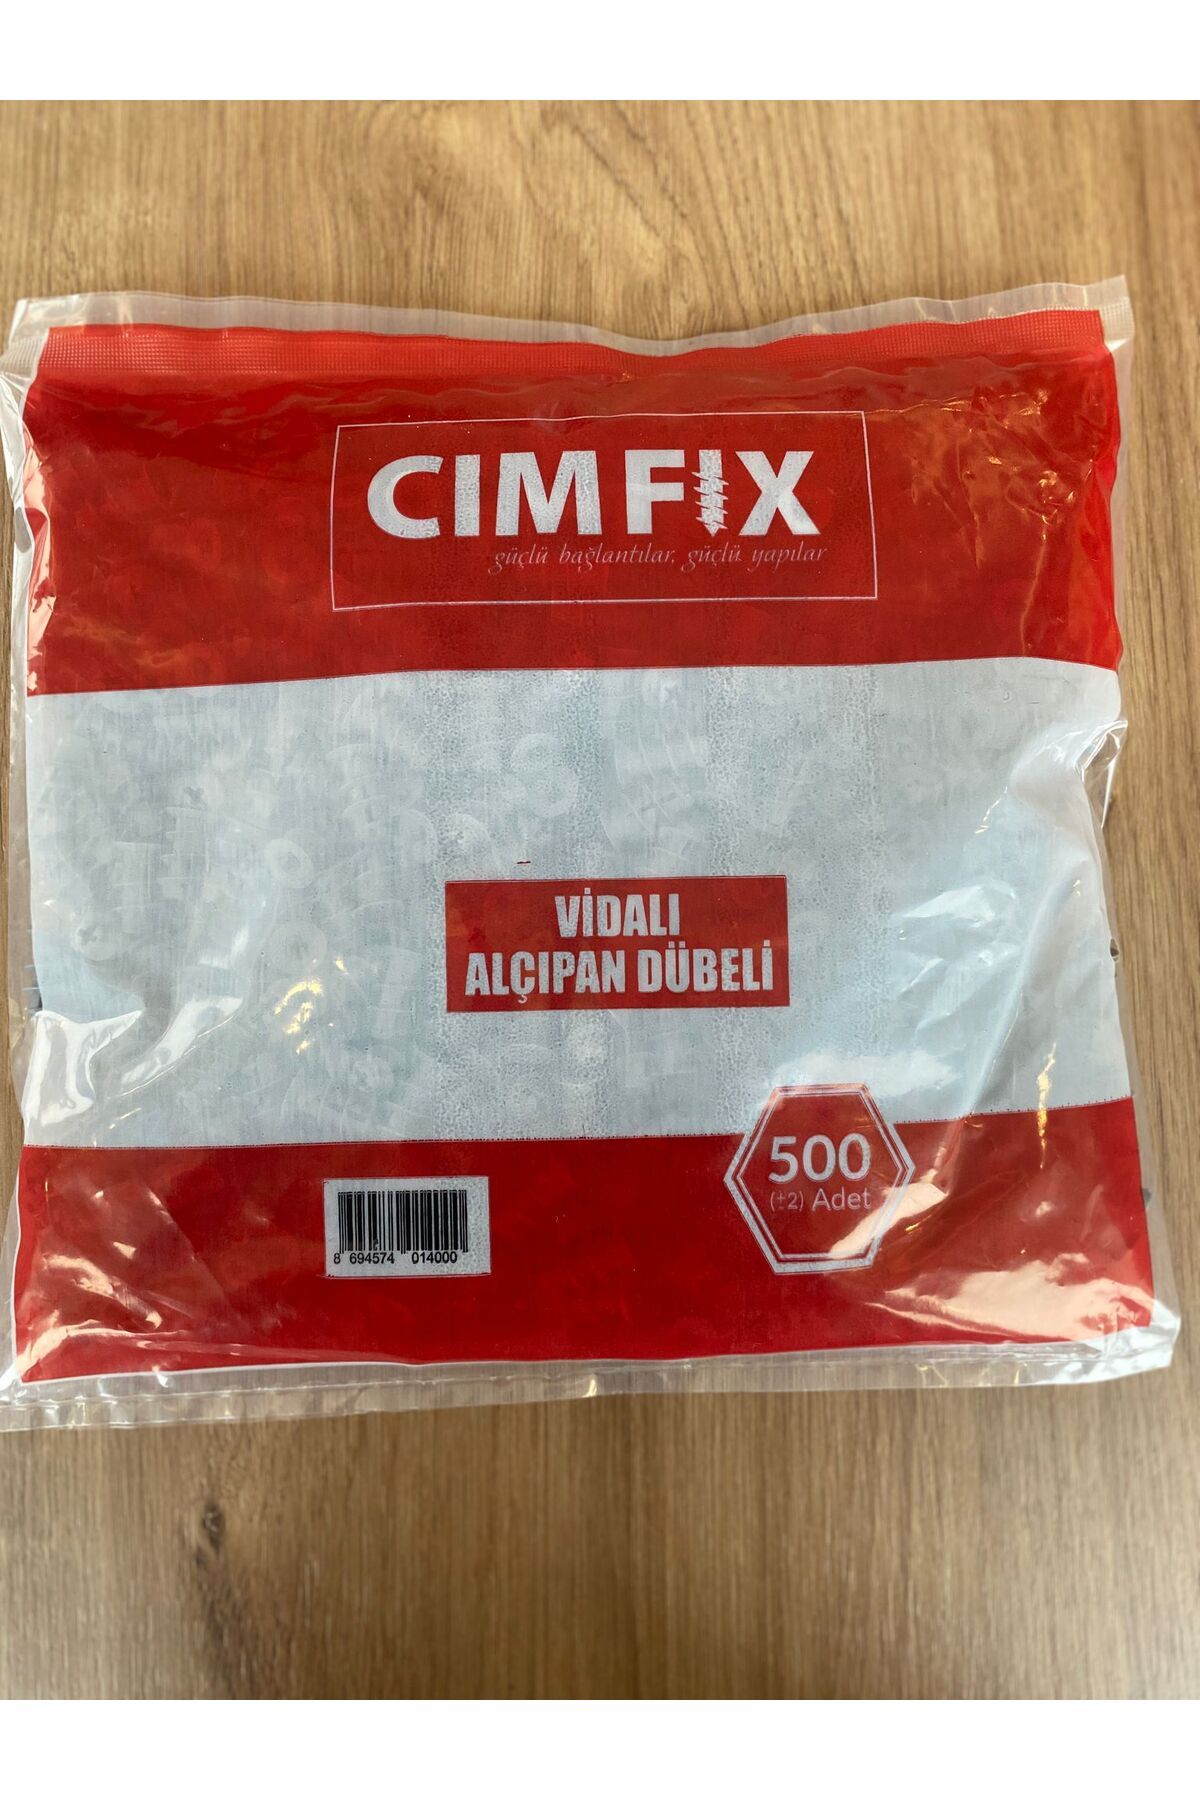 CIMFIX
güçlü bağlantılar, güçlü yapılar
VİDALI
ALÇIPAN DÜBELİ
500
(±2) Adet
8 694574 014000